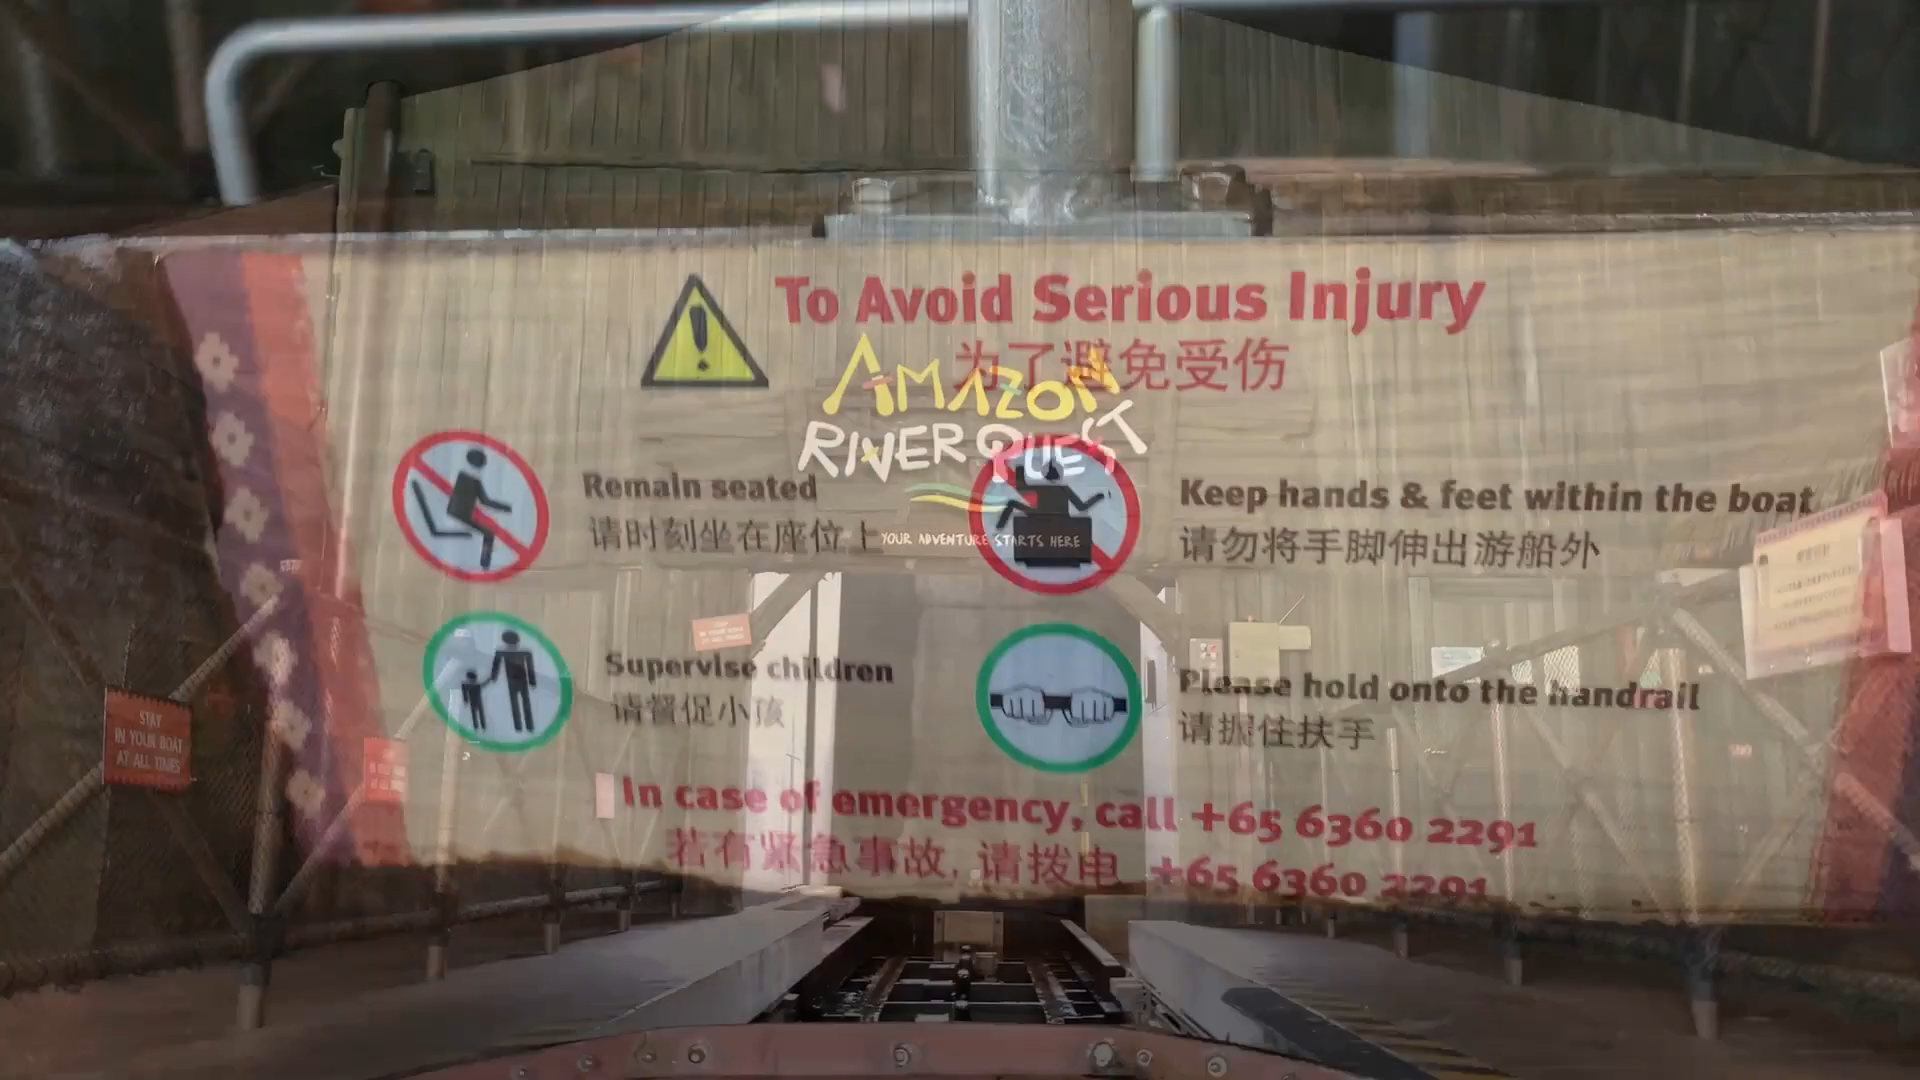 To Avoid Serious Injury
为了避免受伤
AMAZON
RIVER QUEST
YOUR ADVENTURE STARTS HERE
Remain seated
请时刻坐在座位上
Keep hands & feet within the boat
请勿将手脚伸出游船外
Supervise children
请督促小孩
Please hold onto the handrail
请握住扶手
In case of emergency, call +65 6360 2291
若有紧急事故, 请拨电 +65 6360 2291
STAY
IN YOUR BOAT
AT ALL TIMES